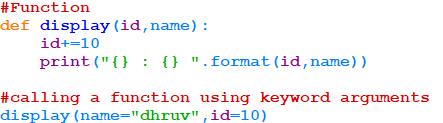 #Function
def display(id,name):
    id+=10
    print("{} : {} ".format(id,name))
#calling a function using keyword arguments
display(name="dhruv",id=10)